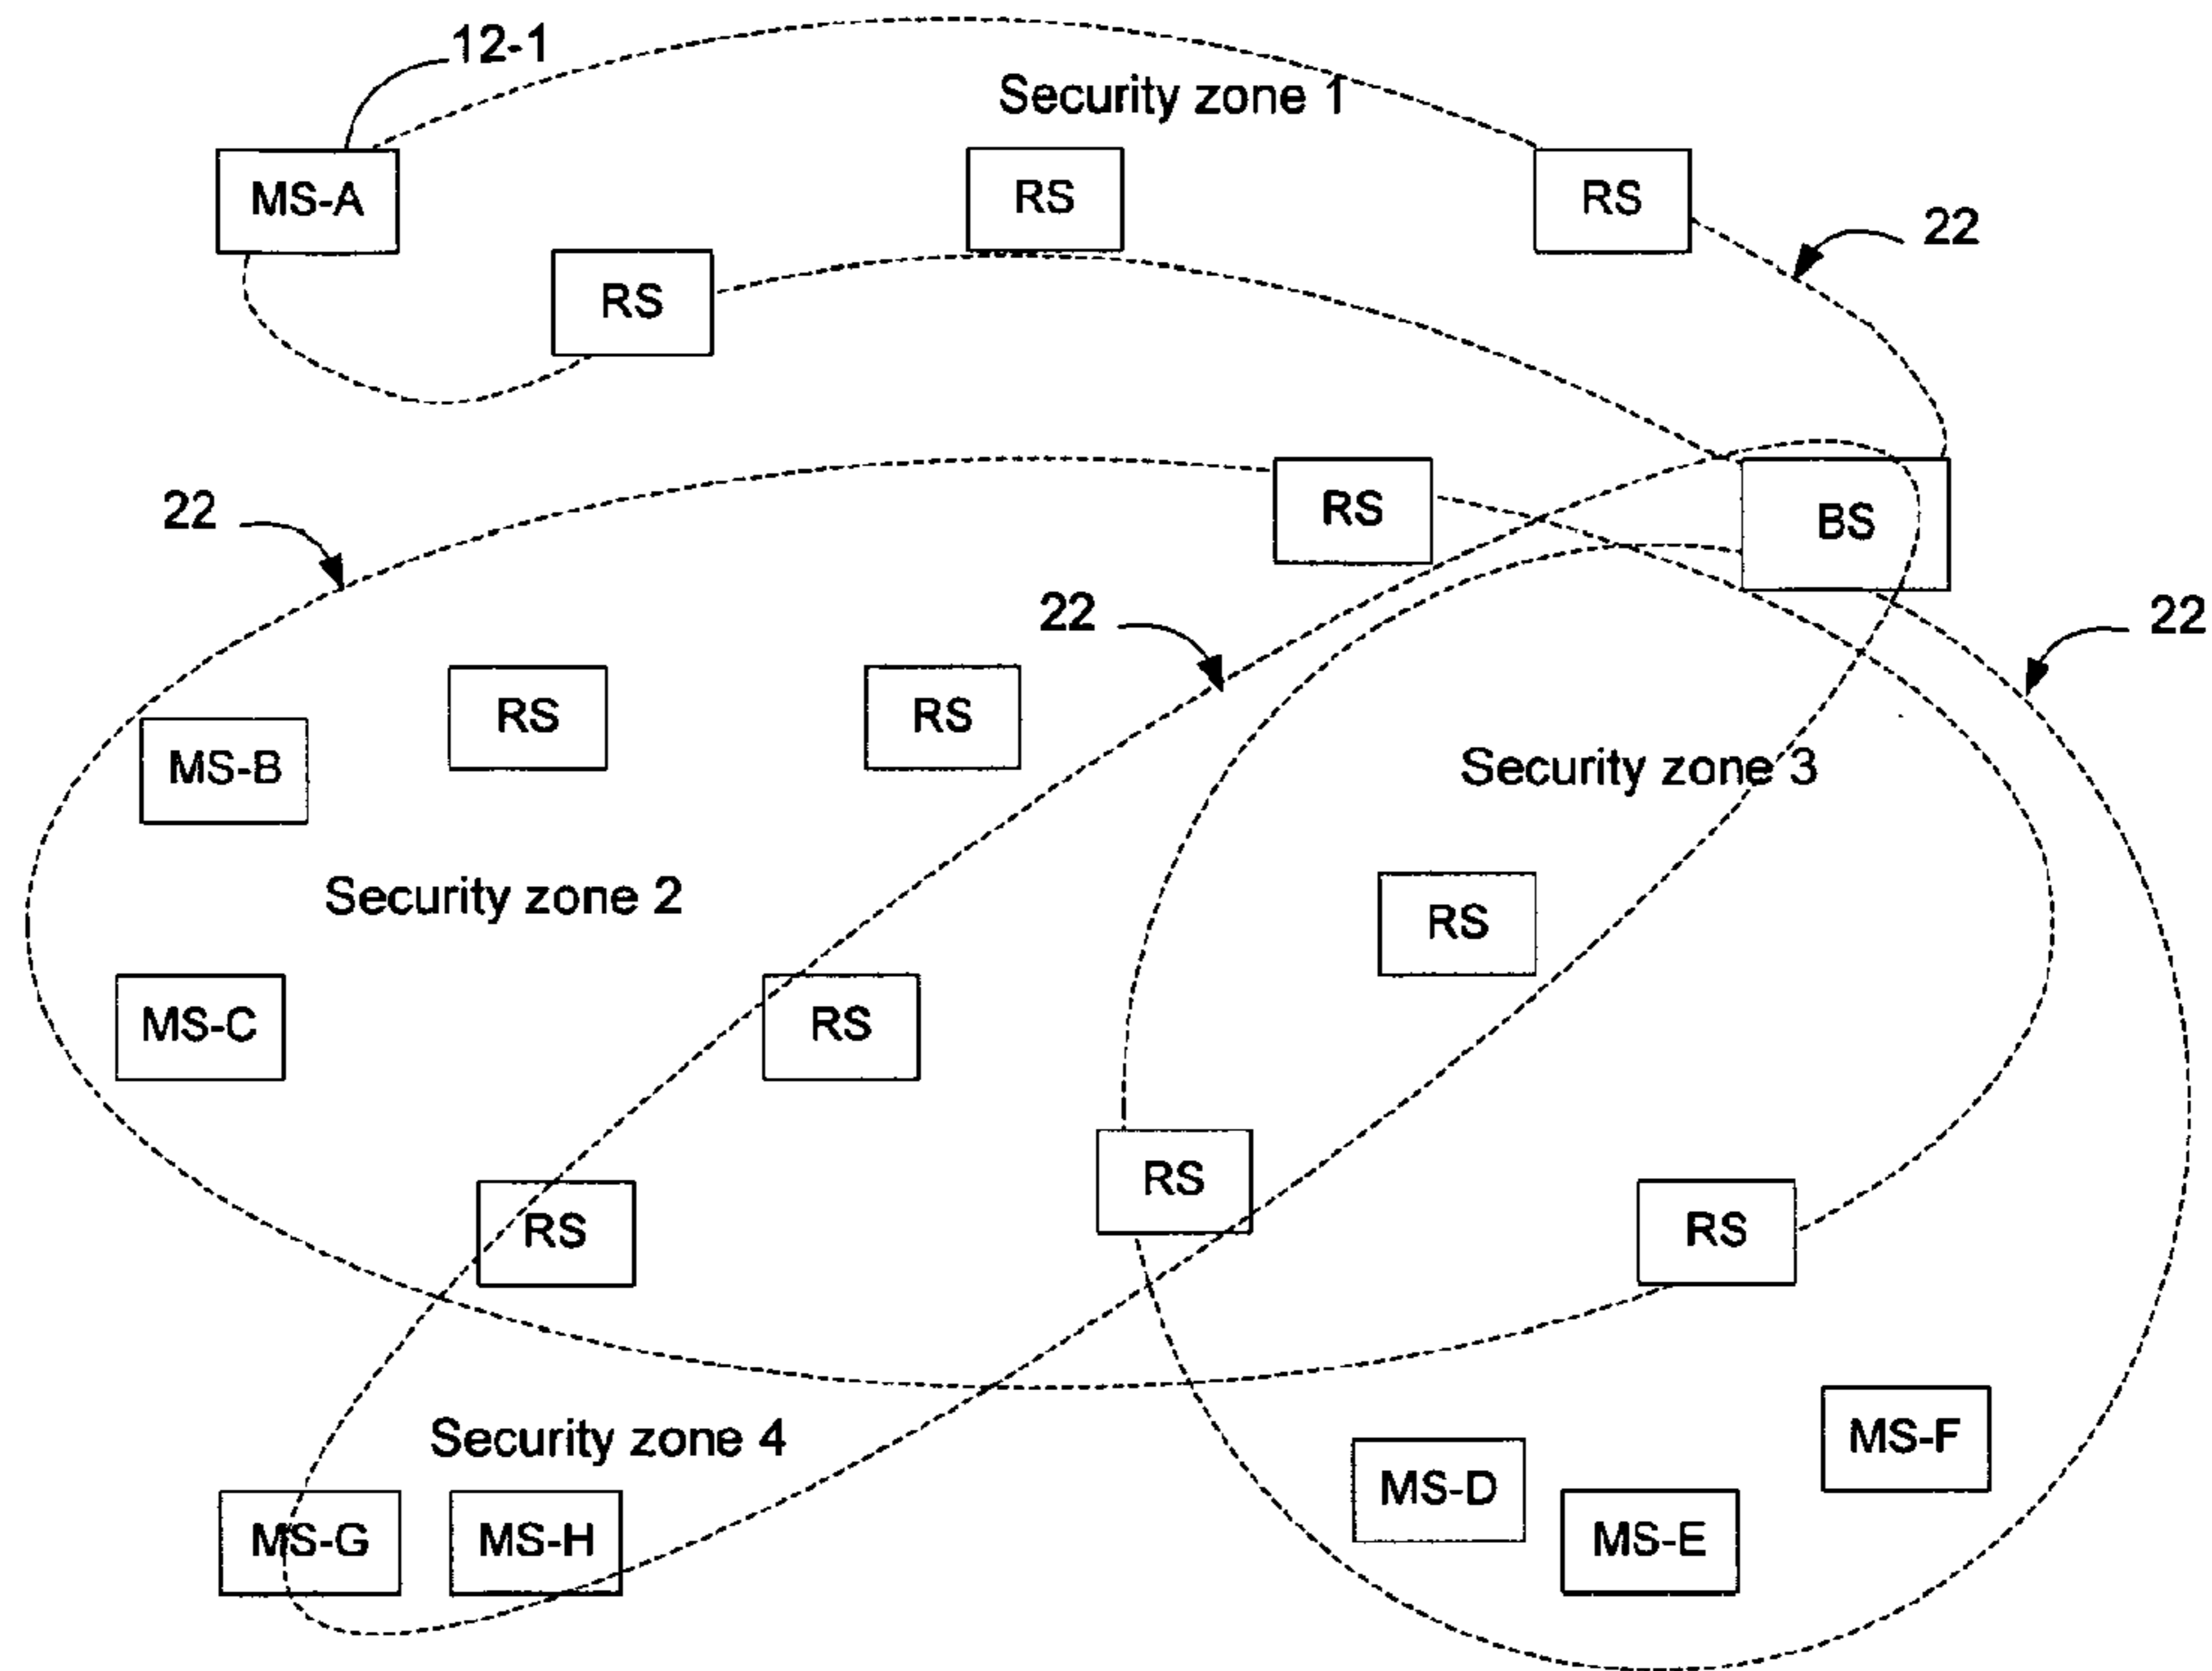 12-1
Security zone 1
MS-A
RS
RS
22
RS
22
RS
BS
22
22
RS
RS
MS-B
Security zone 3
Security zone 2
RS
MS-C
RS
RS
RS
RS
Security zone 4
MS-F
MS-D
MS-G
MS-H
MS-E